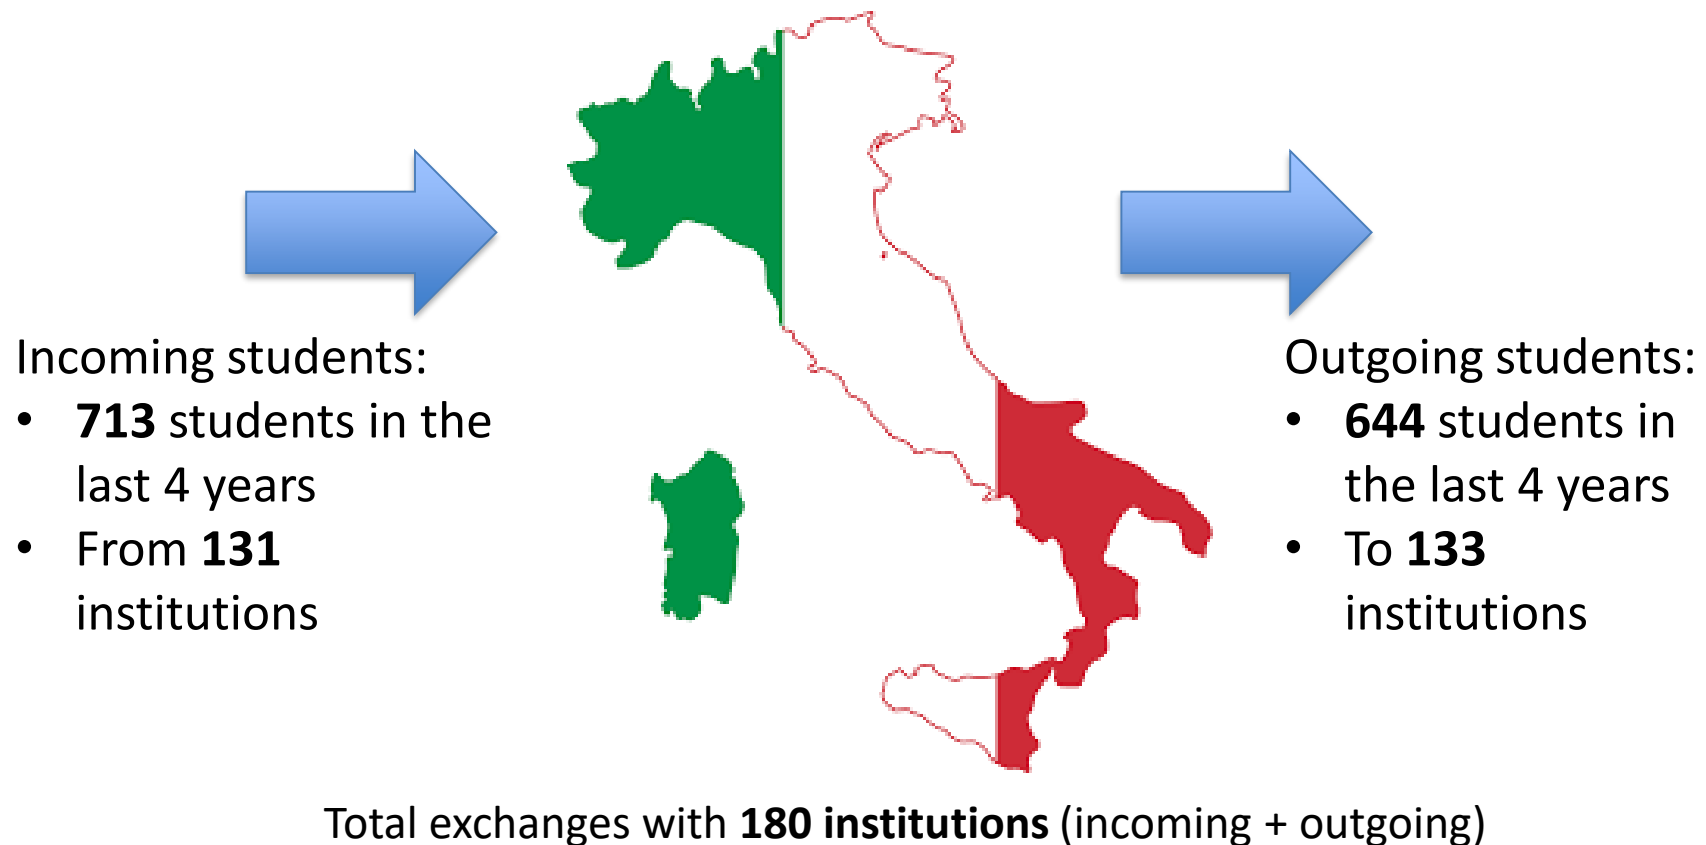 Incoming students:
• 713 students in the
last 4 years
• From 131
institutions
Outgoing students:
• 644 students in
the last 4 years
• To 133
institutions
Total exchanges with 180 institutions (incoming + outgoing)